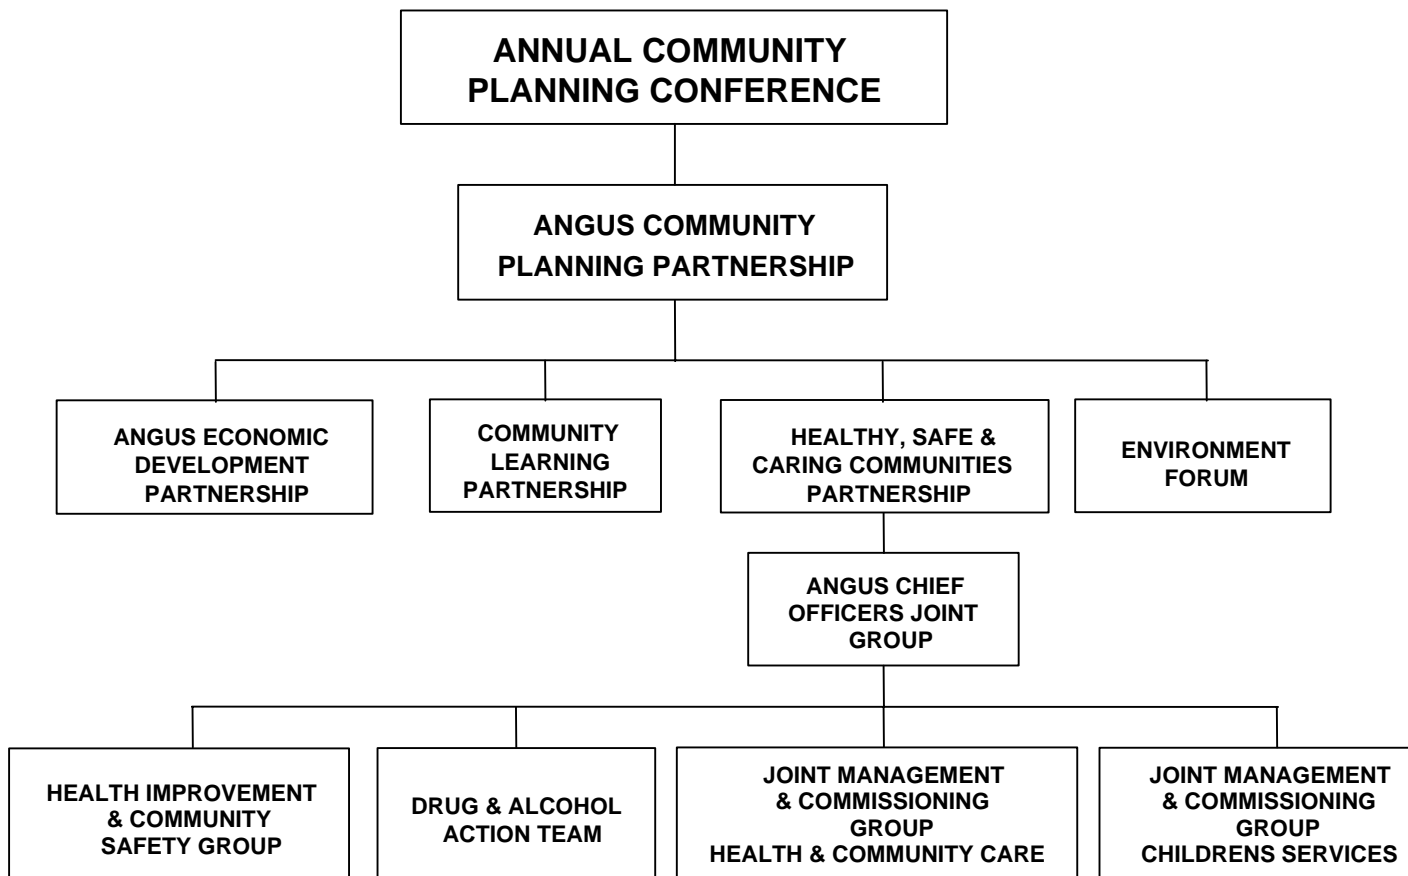 ANNUAL COMMUNITY
PLANNING CONFERENCE
ANGUS COMMUNITY
PLANNING PARTNERSHIP
ANGUS ECONOMIC
DEVELOPMENT
PARTNERSHIP
COMMUNITY
LEARNING
PARTNERSHIP
HEALTHY, SAFE &
CARING COMMUNITIES
PARTNERSHIP
ENVIRONMENT
FORUM
ANGUS CHIEF
OFFICERS JOINT
GROUP
HEALTH IMPROVEMENT
& COMMUNITY
SAFETY GROUP
DRUG & ALCOHOL
ACTION TEAM
JOINT MANAGEMENT
& COMMISSIONING
GROUP
HEALTH & COMMUNITY CARE
JOINT MANAGEMENT
& COMMISSIONING
GROUP
CHILDRENS SERVICES